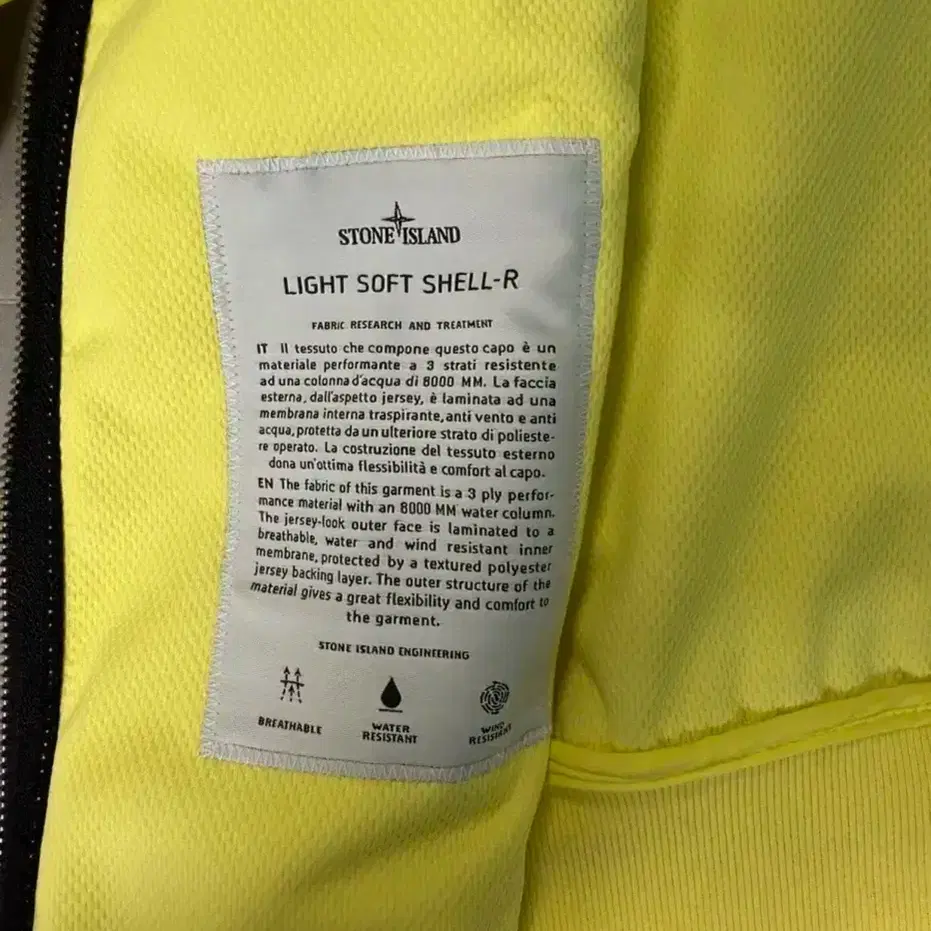 STONE ISLAND
LIGHT SOFT SHELL-R
FABRIC RESEARCH AND TREATMENT
IT Il tessuto che compone questo capo è un
materiale performante a 3 strati resistente
ad una colonna d'acqua di 8000 MM. La faccia
esterna, dall'aspetto jersey, è laminata ad una
membrana interna traspirante, anti vento e anti
acqua, protetta da un ulteriore strato di polieste-
re operato. La costruzione del tessuto esterno
dona un'ottima flessibilità e comfort al capo.
EN The fabric of this garment is a 3 ply perfor-
mance material with an 8000 MM water column.
The jersey-look outer face is laminated to a
breathable, water and wind resistant inner
membrane, protected by a textured polyester
jersey backing layer. The outer structure of the
material gives a great flexibility and comfort to
the garment.
STONE ISLAND ENGINEERING
BREATHABLE
WATER
RESISTANT
WIND
RESISTANT